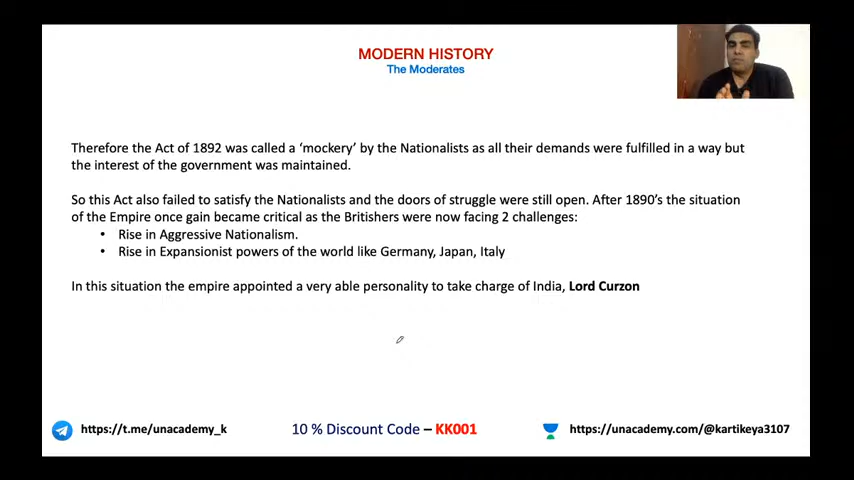 MODERN HISTORY
The Moderates
Therefore the Act of 1892 was called a ‘mockery’ by the Nationalists as all their demands were fulfilled in a way but
the interest of the government was maintained.
So this Act also failed to satisfy the Nationalists and the doors of struggle were still open. After 1890’s the situation
of the Empire once gain became critical as the Britishers were now facing 2 challenges:
• Rise in Aggressive Nationalism.
• Rise in Expansionist powers of the world like Germany, Japan, Italy
In this situation the empire appointed a very able personality to take charge of India, Lord Curzon
https://t.me/unacademy_k
10 % Discount Code – KK001
https://unacademy.com/@kartikeya3107